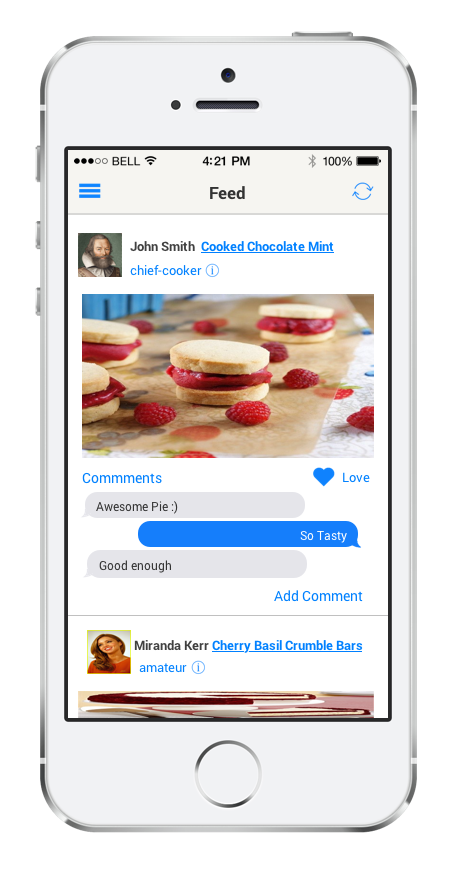 BELL 4:21 PM 100%
Feed
John Smith Cooked Chocolate Mint
chief-cooker
Commments Love
Awesome Pie :)
So Tasty
Good enough
Add Comment
Miranda Kerr Cherry Basil Crumble Bars
amateur